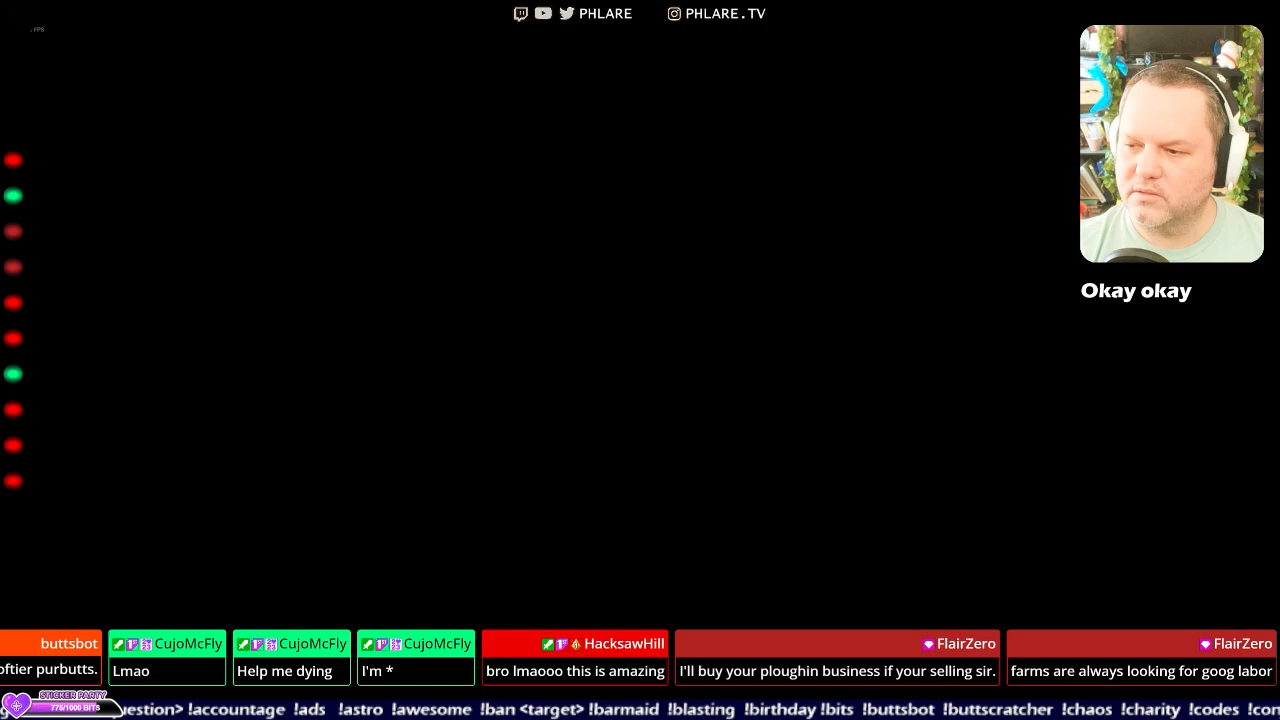 PHLARE PHLARE.TV
. FPS
Okay okay
buttsbot
oftier purbutts.
CujoMcFly
Lmao
CujoMcFly
Help me dying
CujoMcFly
I'm *
HacksawHill
bro lmaooo this is amazing
FlairZero
I'll buy your ploughin business if your selling sir.
FlairZero
farms are always looking for goog labor
STICKER PARTY
775/1000 BITS
uestion> !accountage !ads !astro !awesome !ban <target> !barmaid !blasting !birthday !bits !buttsbot !buttscratcher !chaos !charity !codes !con